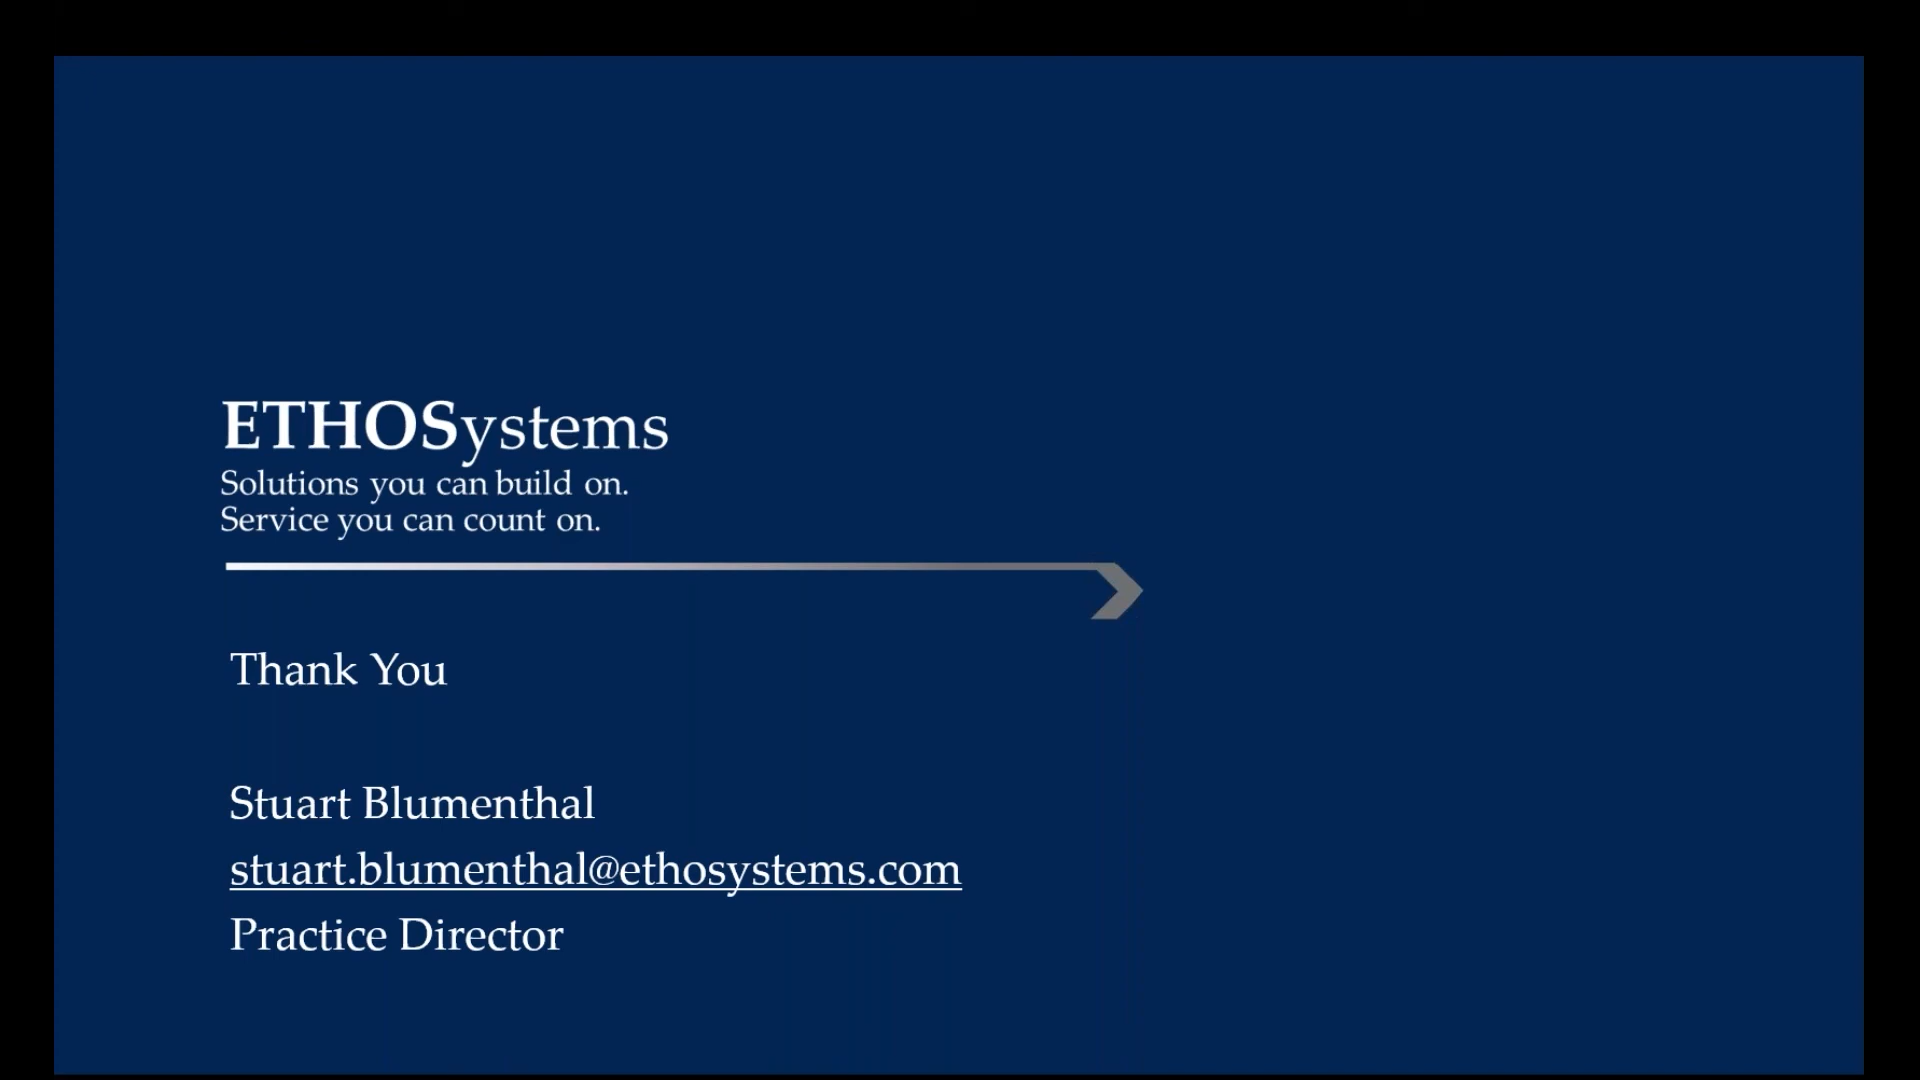 ETHOSystems
Solutions you can build on.
Service you can count on.
Thank You
Stuart Blumenthal
stuart.blumenthal@ethosystems.com
Practice Director